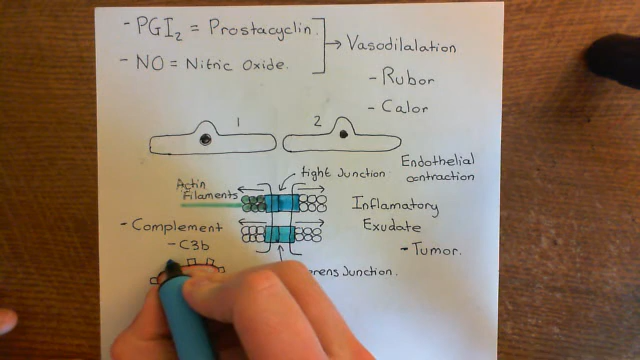 - PGI2 = Prostacyclin.
- NO = Nitric Oxide.
Vasodilalation
- Rubor
- Calor
1
2
Endothelial
contraction
tight Junction
Actin
Filaments
Inflamatory
Exudate
- Tumor.
- Complement
- C3b
Junction.